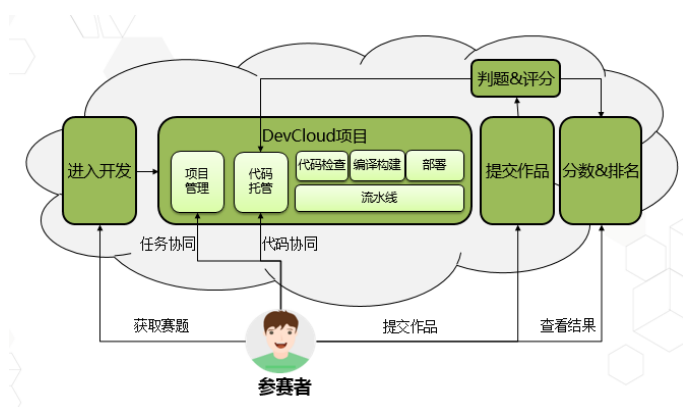 判题&评分
DevCloud项目
进入开发
项目
管理
代码
托管
代码检查
编译构建
部署
流水线
提交作品
分数&排名
任务协同
代码协同
获取赛题
提交作品
查看结果
参赛者